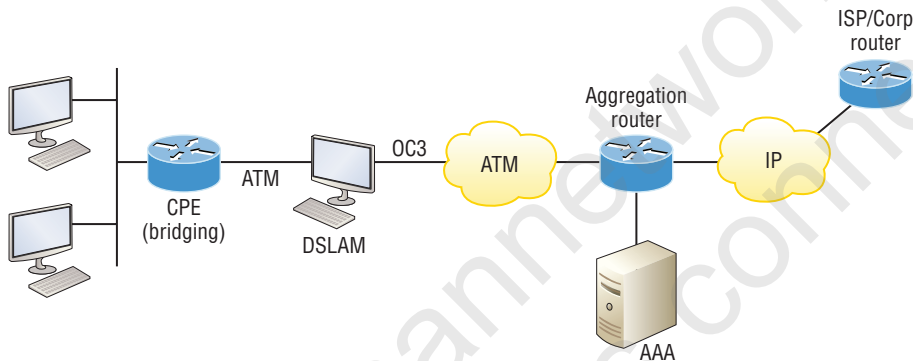 ISP/Corp
router
Aggregation
router
OC3
ATM
IP
ATM
CPE
(bridging)
DSLAM
AAA